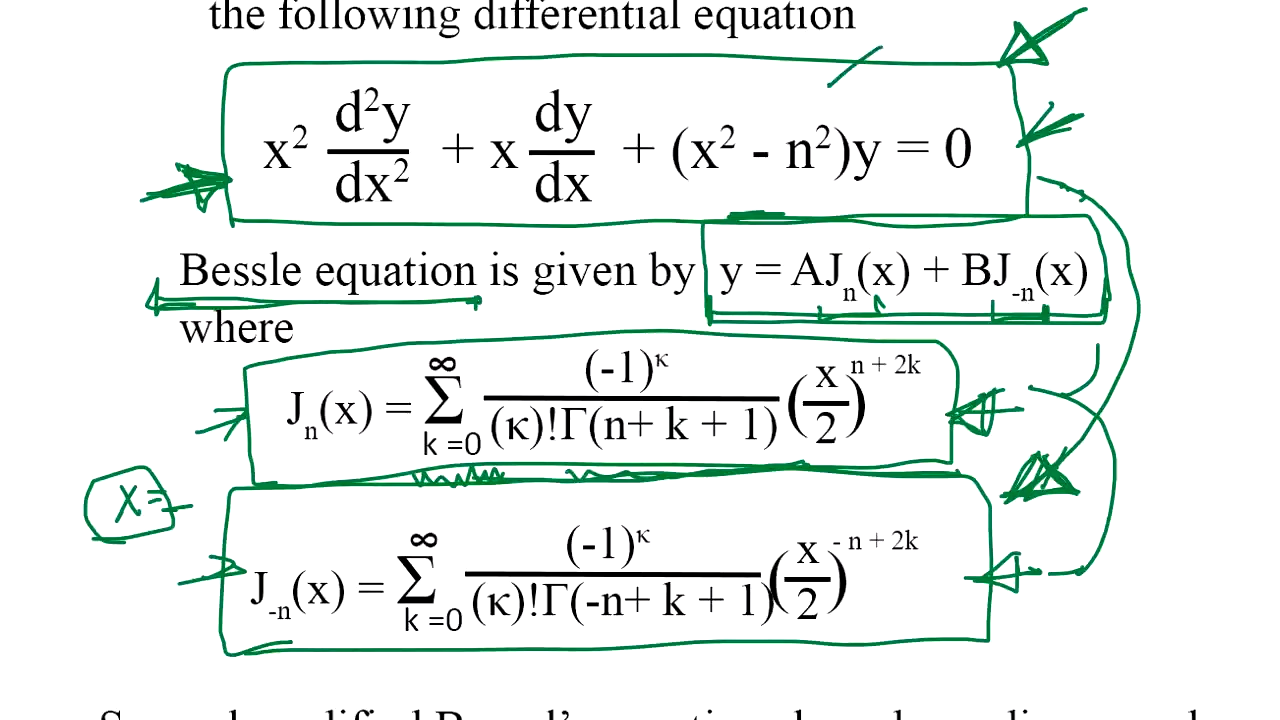 the following differential equation
x² d²y/dx² + x dy/dx + (x² - n²)y = 0
Bessle equation is given by y = AJₙ(x) + BJ₋ₙ(x)
where
Jₙ(x) = ∞ Σ k =0 (-1)ᵏ / (κ)!Γ(n+ k + 1) (x/2)ⁿ ⁺ ²ᵏ
X =
J₋ₙ(x) = ∞ Σ k =0 (-1)ᵏ / (κ)!Γ(-n+ k + 1) (x/2)⁻ ⁿ ⁺ ²ᵏ